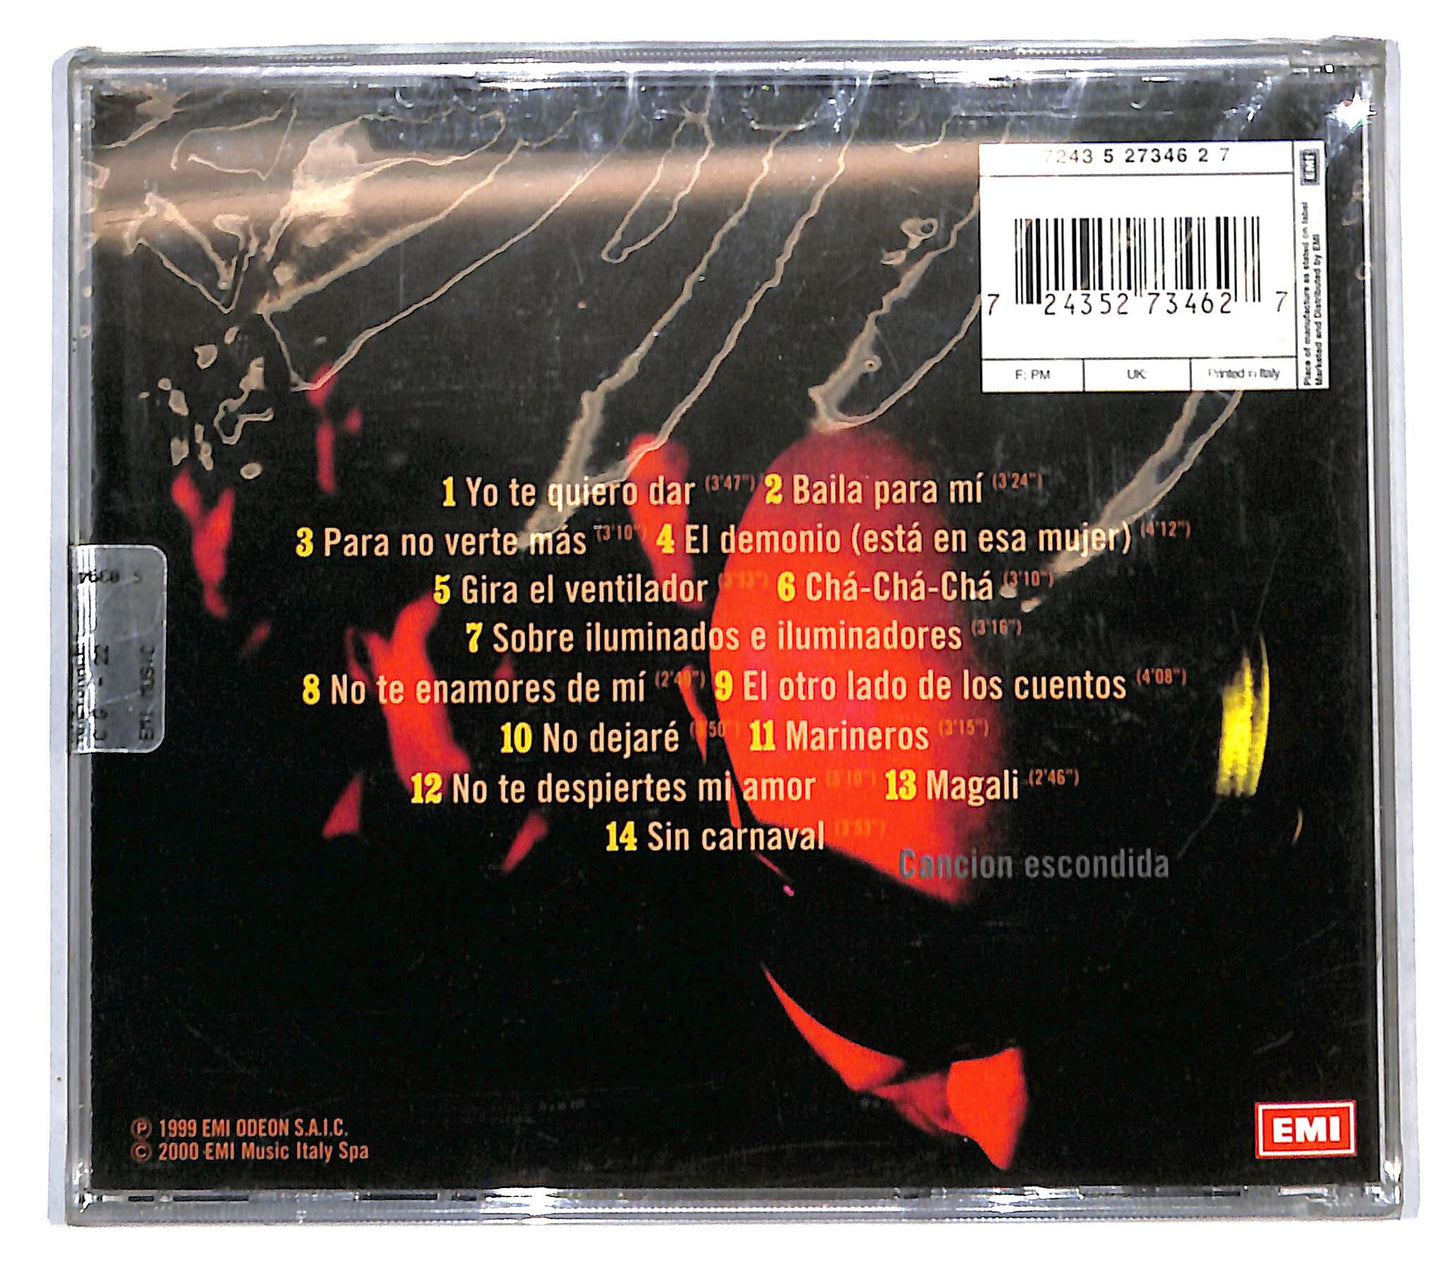 7243 5 27346 2 7
EMI
Place of manufacture as stated on label
Marketed and Distributed by EMI
7 24352 73462 7
F: PM UK: Printed in Italy
1 Yo te quiero dar (3'47") 2 Baila para mí (3'24")
3 Para no verte más (3'10") 4 El demonio (está en esa mujer) (4'12")
5 Gira el ventilador 6 Chá-Chá-Chá (3'10")
7 Sobre iluminados e iluminadores (3'16")
8 No te enamores de mí 9 El otro lado de los cuentos (4'08")
10 No dejaré 11 Marineros (3'15")
12 No te despiertes mi amor 13 Magali (2'46")
14 Sin carnaval (3'53")
Cancion escondida
EMI MUSIC
℗ 1999 EMI ODEON S.A.I.C.
© 2000 EMI Music Italy Spa
EMI